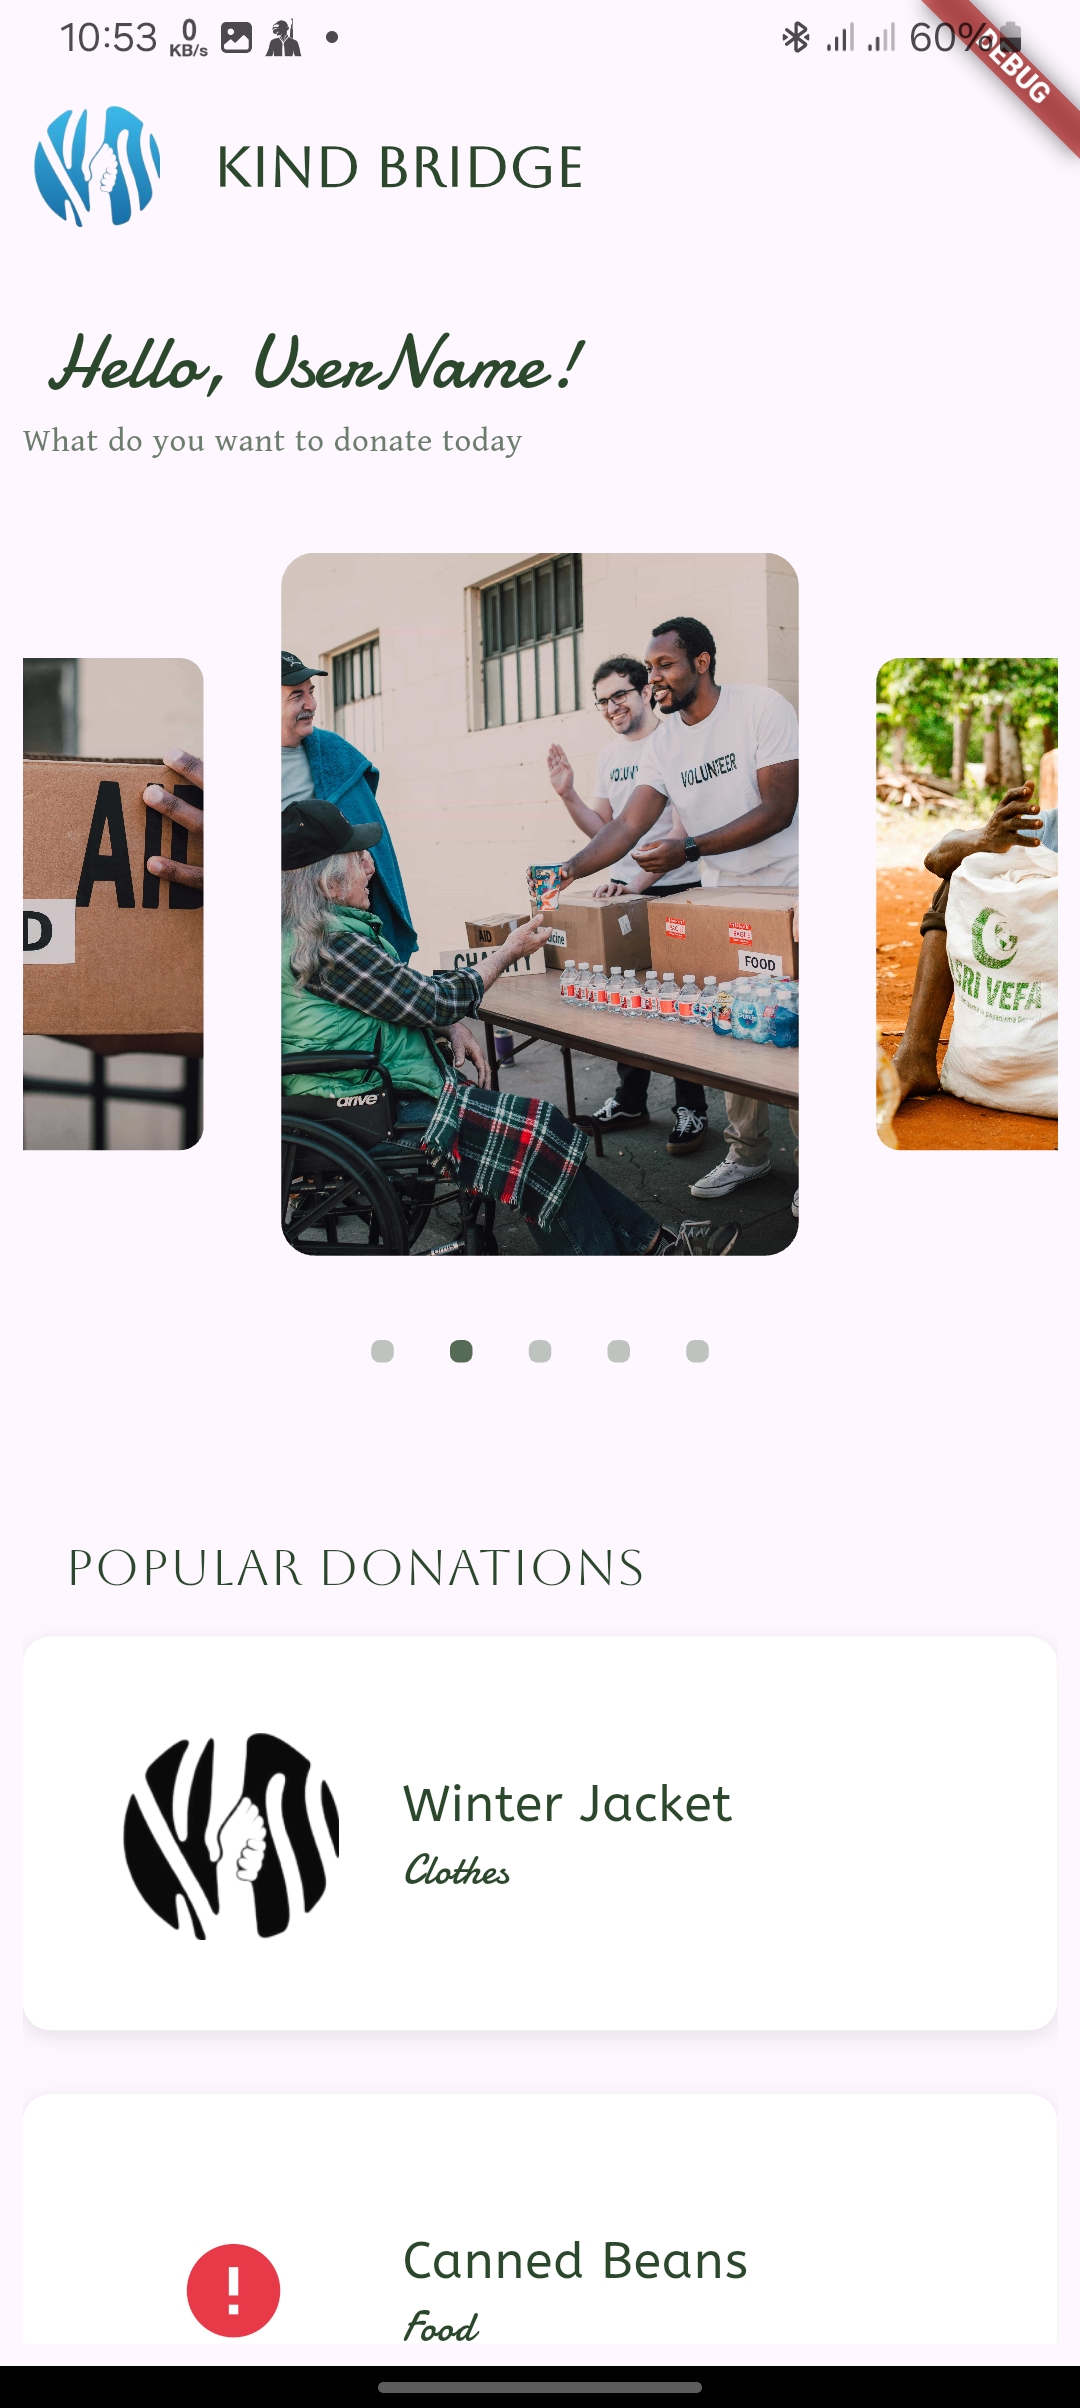 10:53
0
KB/s
60%
DEBUG
KIND BRIDGE
Hello, UserName!
What do you want to donate today
AID
D
VOLUNTEER
AID
CHARITY
FOOD
drive
VEFA
POPULAR DONATIONS
Winter Jacket
Clothes
Canned Beans
Food